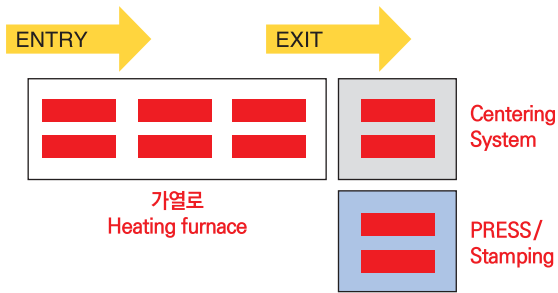 ENTRY
EXIT
Centering
System
가열로
Heating furnace
PRESS/
Stamping